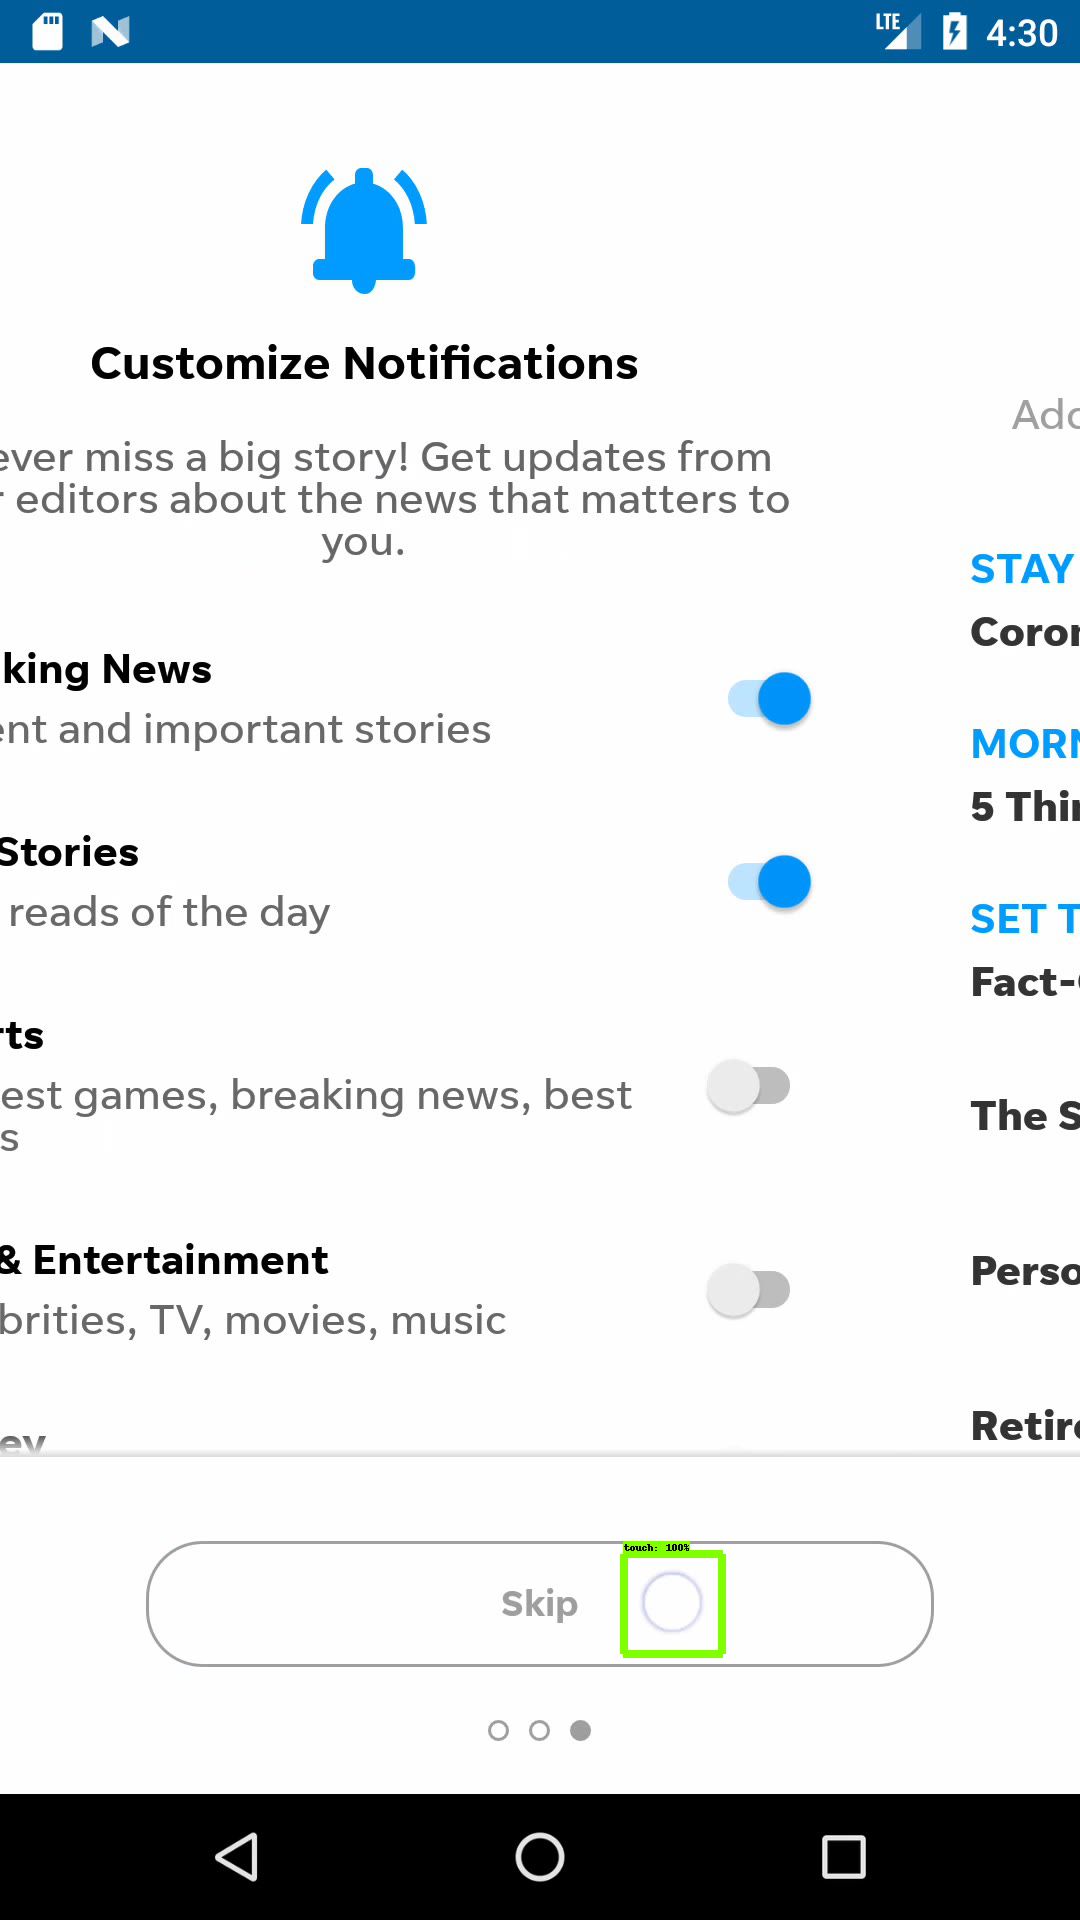 LTE 4:30
Customize Notifications
ever miss a big story! Get updates from
r editors about the news that matters to
you.
king News
ent and important stories
Stories
reads of the day
rts
est games, breaking news, best
s
& Entertainment
brities, TV, movies, music
ey
Add
STAY
Coron
MORN
5 Thin
SET T
Fact-C
The S
Perso
Retire
touch: 100%
Skip